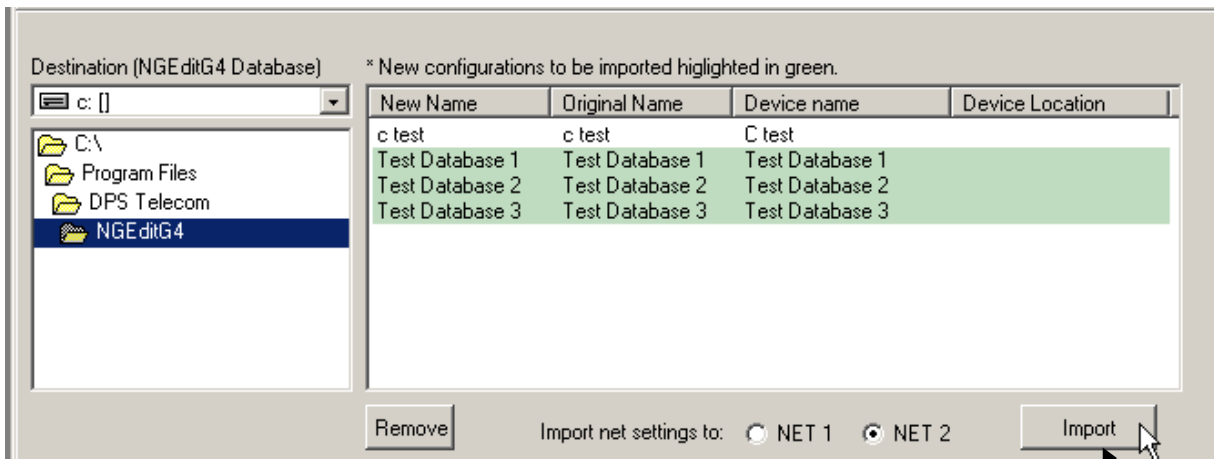 Destination (NGEditG4 Database)
* New configurations to be imported higlighted in green.
c: []
New Name Original Name Device name Device Location
C:\
Program Files
DPS Telecom
NGEditG4
c test c test C test
Test Database 1 Test Database 1 Test Database 1
Test Database 2 Test Database 2 Test Database 2
Test Database 3 Test Database 3 Test Database 3
Remove
Import net settings to: NET 1 NET 2
Import